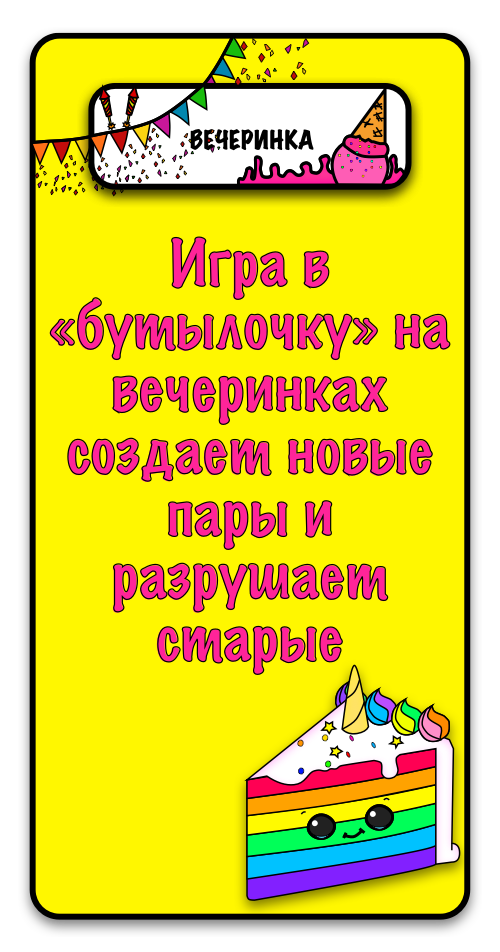 ВЕЧЕРИНКА
Игра в
«бутылочку» на
вечеринках
создает новые
пары и
разрушает
старые